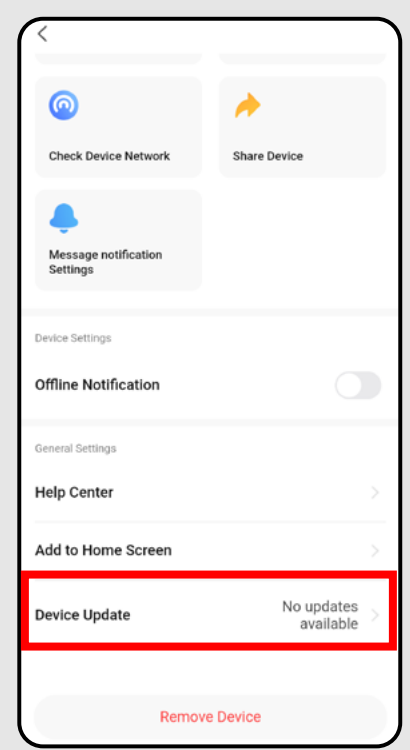 Check Device Network
Share Device
Message notification
Settings
Device Settings
Offline Notification
General Settings
Help Center
Add to Home Screen
Device Update
No updates
available
Remove Device